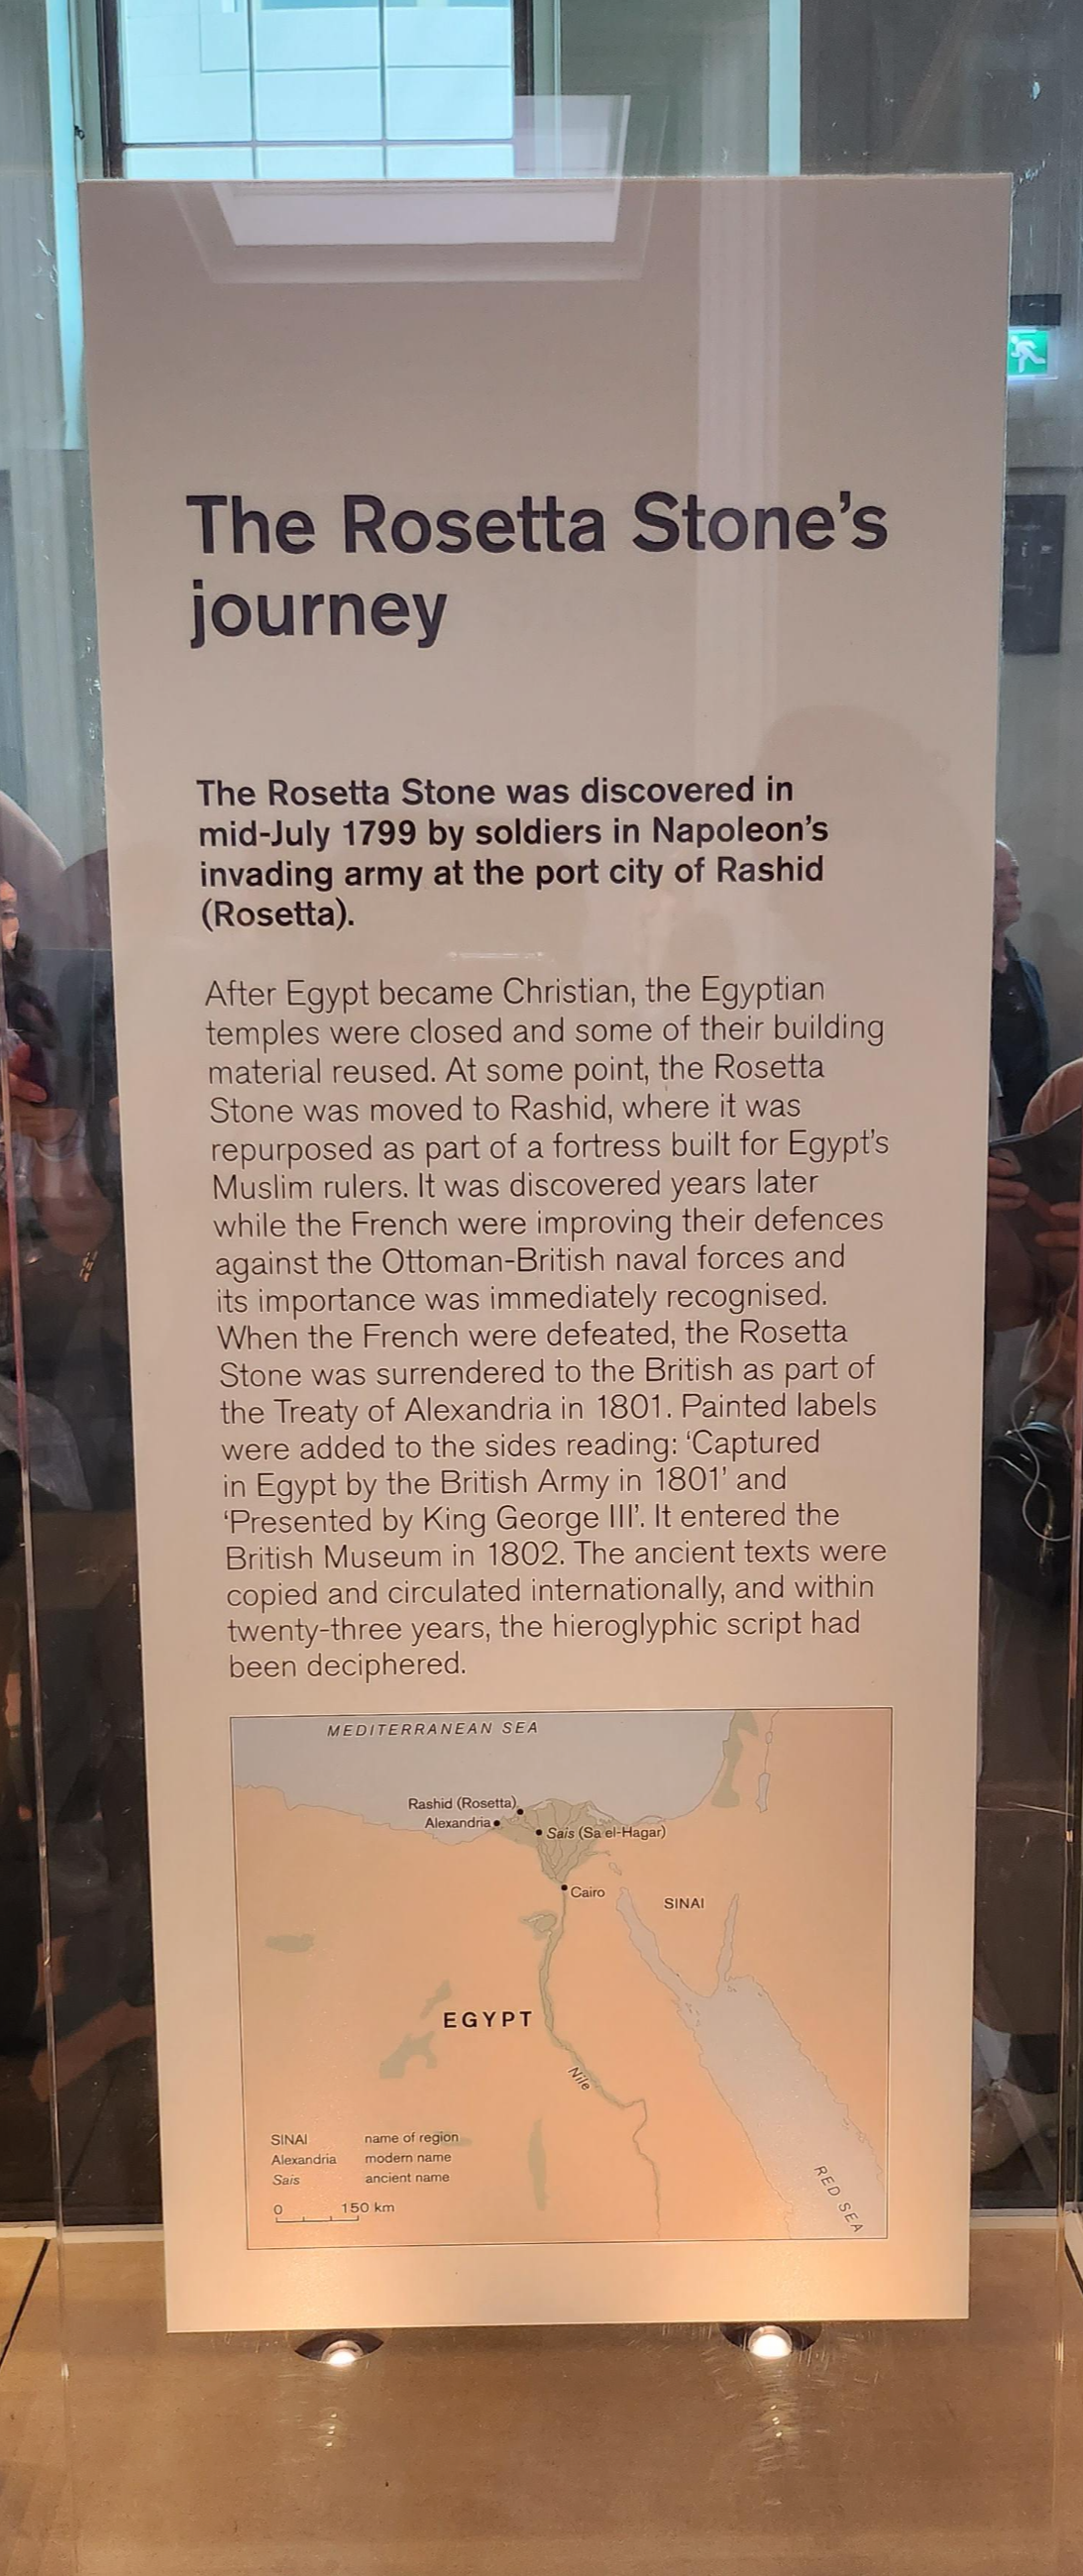 The Rosetta Stone’s
journey
The Rosetta Stone was discovered in
mid-July 1799 by soldiers in Napoleon’s
invading army at the port city of Rashid
(Rosetta).
After Egypt became Christian, the Egyptian
temples were closed and some of their building
material reused. At some point, the Rosetta
Stone was moved to Rashid, where it was
repurposed as part of a fortress built for Egypt’s
Muslim rulers. It was discovered years later
while the French were improving their defences
against the Ottoman-British naval forces and
its importance was immediately recognised.
When the French were defeated, the Rosetta
Stone was surrendered to the British as part of
the Treaty of Alexandria in 1801. Painted labels
were added to the sides reading: ‘Captured
in Egypt by the British Army in 1801’ and
‘Presented by King George III’. It entered the
British Museum in 1802. The ancient texts were
copied and circulated internationally, and within
twenty-three years, the hieroglyphic script had
been deciphered.
MEDITERRANEAN SEA
Rashid (Rosetta)
Alexandria
Sais (Sa el-Hagar)
Cairo
SINAI
EGYPT
Nile
RED SEA
SINAI name of region
Alexandria modern name
Sais ancient name
0 150 km